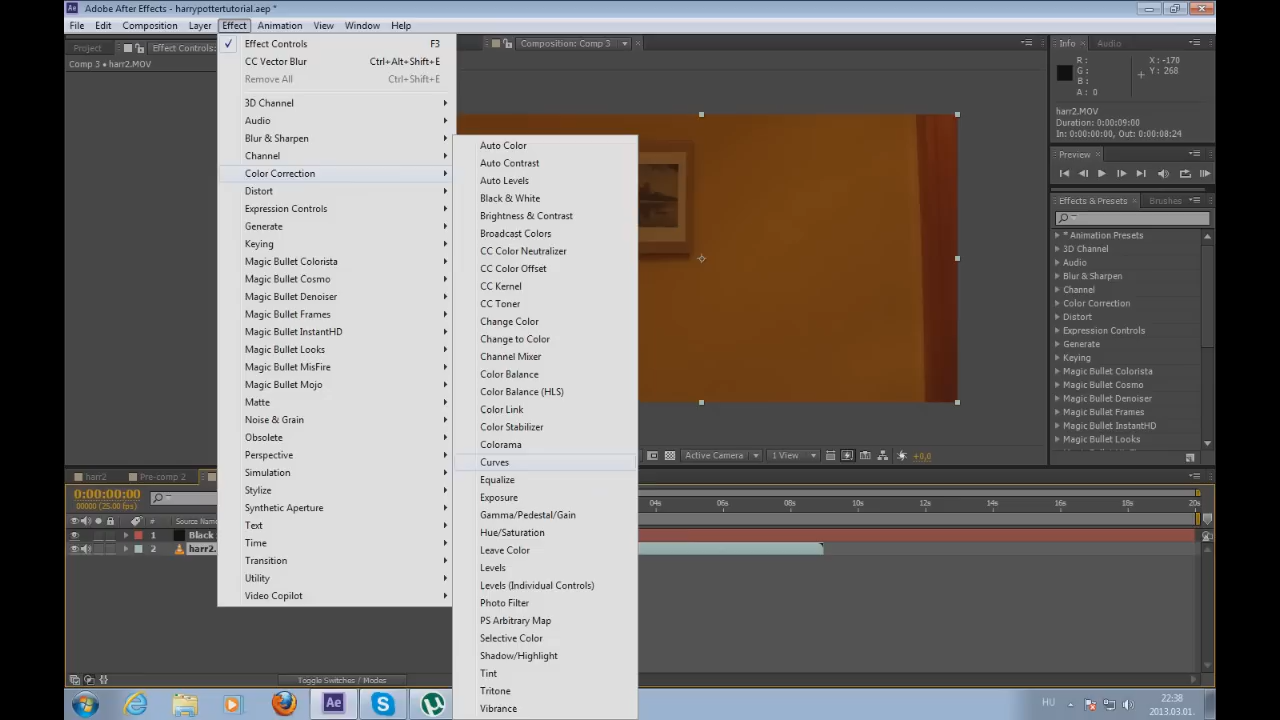 Adobe After Effects - harrypottertutorial.aep *
File Edit Composition Layer Effect Animation View Window Help
Project Effect Controls:
Comp 3 • harr2.MOV
Effect Controls F3
CC Vector Blur Ctrl+Alt+Shift+E
Remove All Ctrl+Shift+E
3D Channel
Audio
Blur & Sharpen
Channel
Color Correction
Distort
Expression Controls
Generate
Keying
Magic Bullet Colorista
Magic Bullet Cosmo
Magic Bullet Denoiser
Magic Bullet Frames
Magic Bullet InstantHD
Magic Bullet Looks
Magic Bullet MisFire
Magic Bullet Mojo
Matte
Noise & Grain
Obsolete
Perspective
Simulation
Stylize
Synthetic Aperture
Text
Time
Transition
Utility
Video Copilot
Auto Color
Auto Contrast
Auto Levels
Black & White
Brightness & Contrast
Broadcast Colors
CC Color Neutralizer
CC Color Offset
CC Kernel
CC Toner
Change Color
Change to Color
Channel Mixer
Color Balance
Color Balance (HLS)
Color Link
Color Stabilizer
Colorama
Curves
Equalize
Exposure
Gamma/Pedestal/Gain
Hue/Saturation
Leave Color
Levels
Levels (Individual Controls)
Photo Filter
PS Arbitrary Map
Selective Color
Shadow/Highlight
Tint
Tritone
Vibrance
Composition: Comp 3
Active Camera 1 View +0,0
Info Audio
R : X : -170
G : Y : 268
B :
A : 0
harr2.MOV
Duration: 0:00:09:00
In: 0:00:00:00, Out: 0:00:08:24
Preview
Effects & Presets Brushes
* Animation Presets
3D Channel
Audio
Blur & Sharpen
Channel
Color Correction
Distort
Expression Controls
Generate
Keying
Magic Bullet Colorista
Magic Bullet Cosmo
Magic Bullet Denoiser
Magic Bullet Frames
Magic Bullet InstantHD
Magic Bullet Looks
harr2 Pre-comp 2
0:00:00:00
00000 (25.00 fps)
04s 06s 08s 10s 12s 14s 16s 18s 20s
# Source Name
1 Black
2 harr2.
Toggle Switches / Modes
Ae
HU 22:38
2013.03.01.